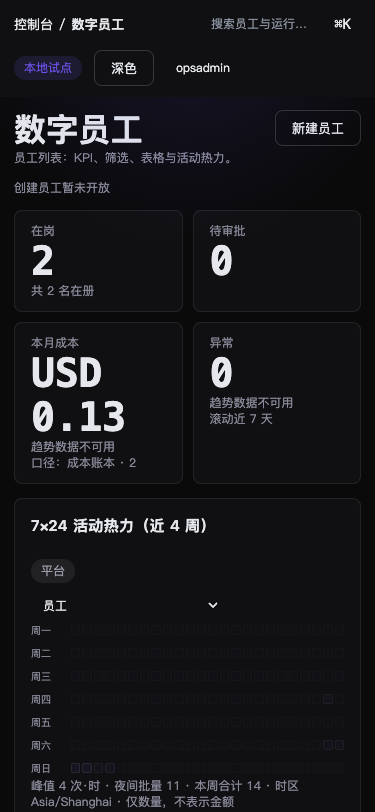 控制台 / 数字员工
搜索员工与运行… ⌘K
本地试点 深色 opsadmin
数字员工
新建员工
员工列表：KPI、筛选、表格与活动热力。
创建员工暂未开放
在岗
2
共 2 名在册
待审批
0
本月成本
USD
0.13
趋势数据不可用
口径：成本账本 · 2
异常
0
趋势数据不可用
滚动近 7 天
7×24 活动热力（近 4 周）
平台
员工
周一
周二
周三
周四
周五
周六
周日
峰值 4 次·时 · 夜间批量 11 · 本周合计 14 · 时区
Asia/Shanghai · 仅数量，不表示金额